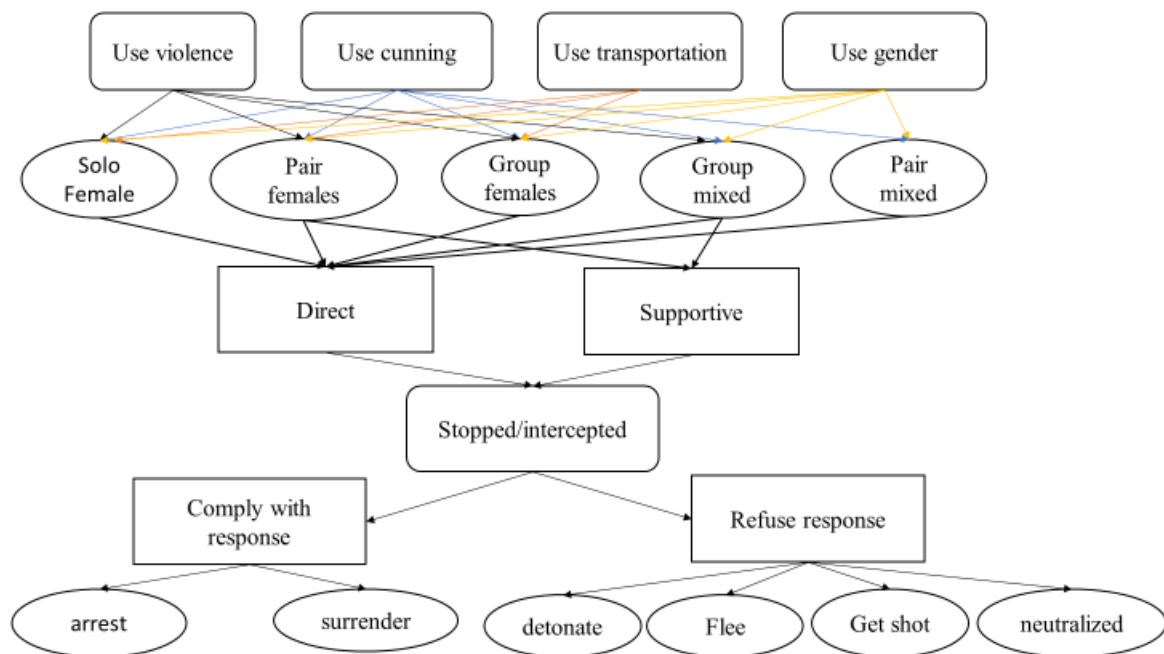 Use violence
Use cunning
Use transportation
Use gender
Solo
Female
Pair
females
Group
females
Group
mixed
Pair
mixed
Direct
Supportive
Stopped/intercepted
Comply with
response
Refuse response
arrest
surrender
detonate
Flee
Get shot
neutralized